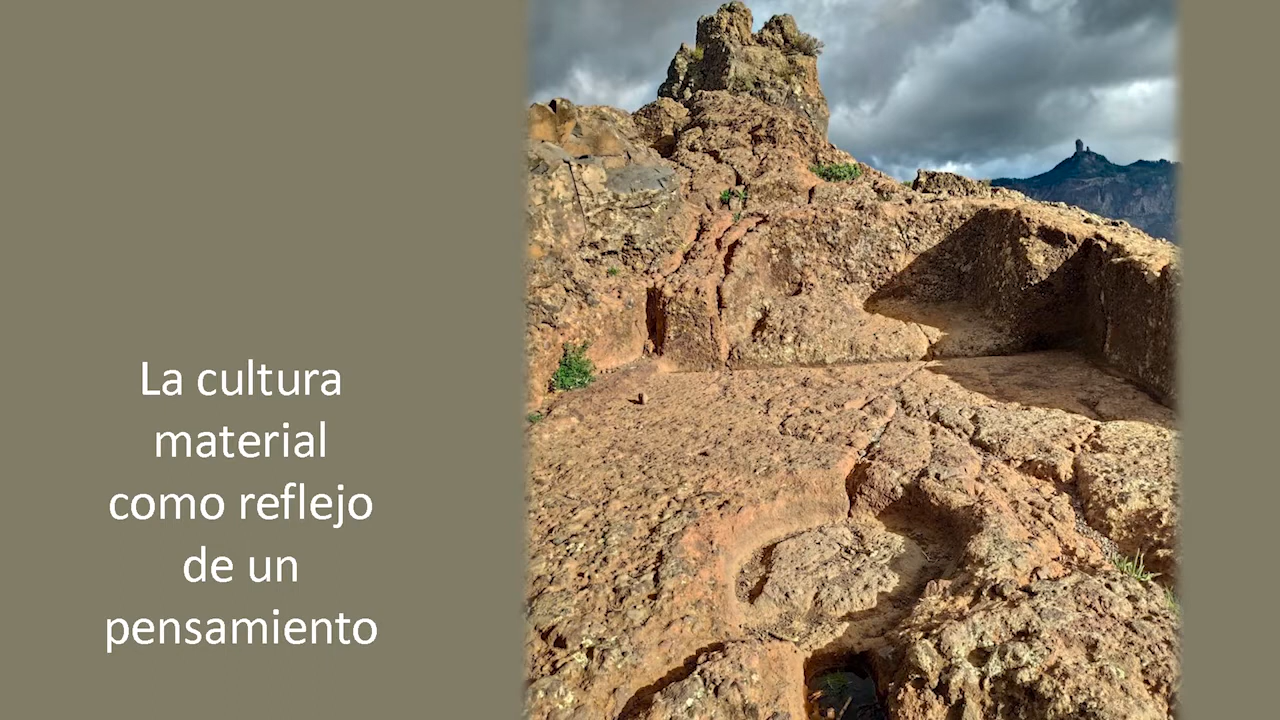 La cultura
material
como reflejo
de un
pensamiento